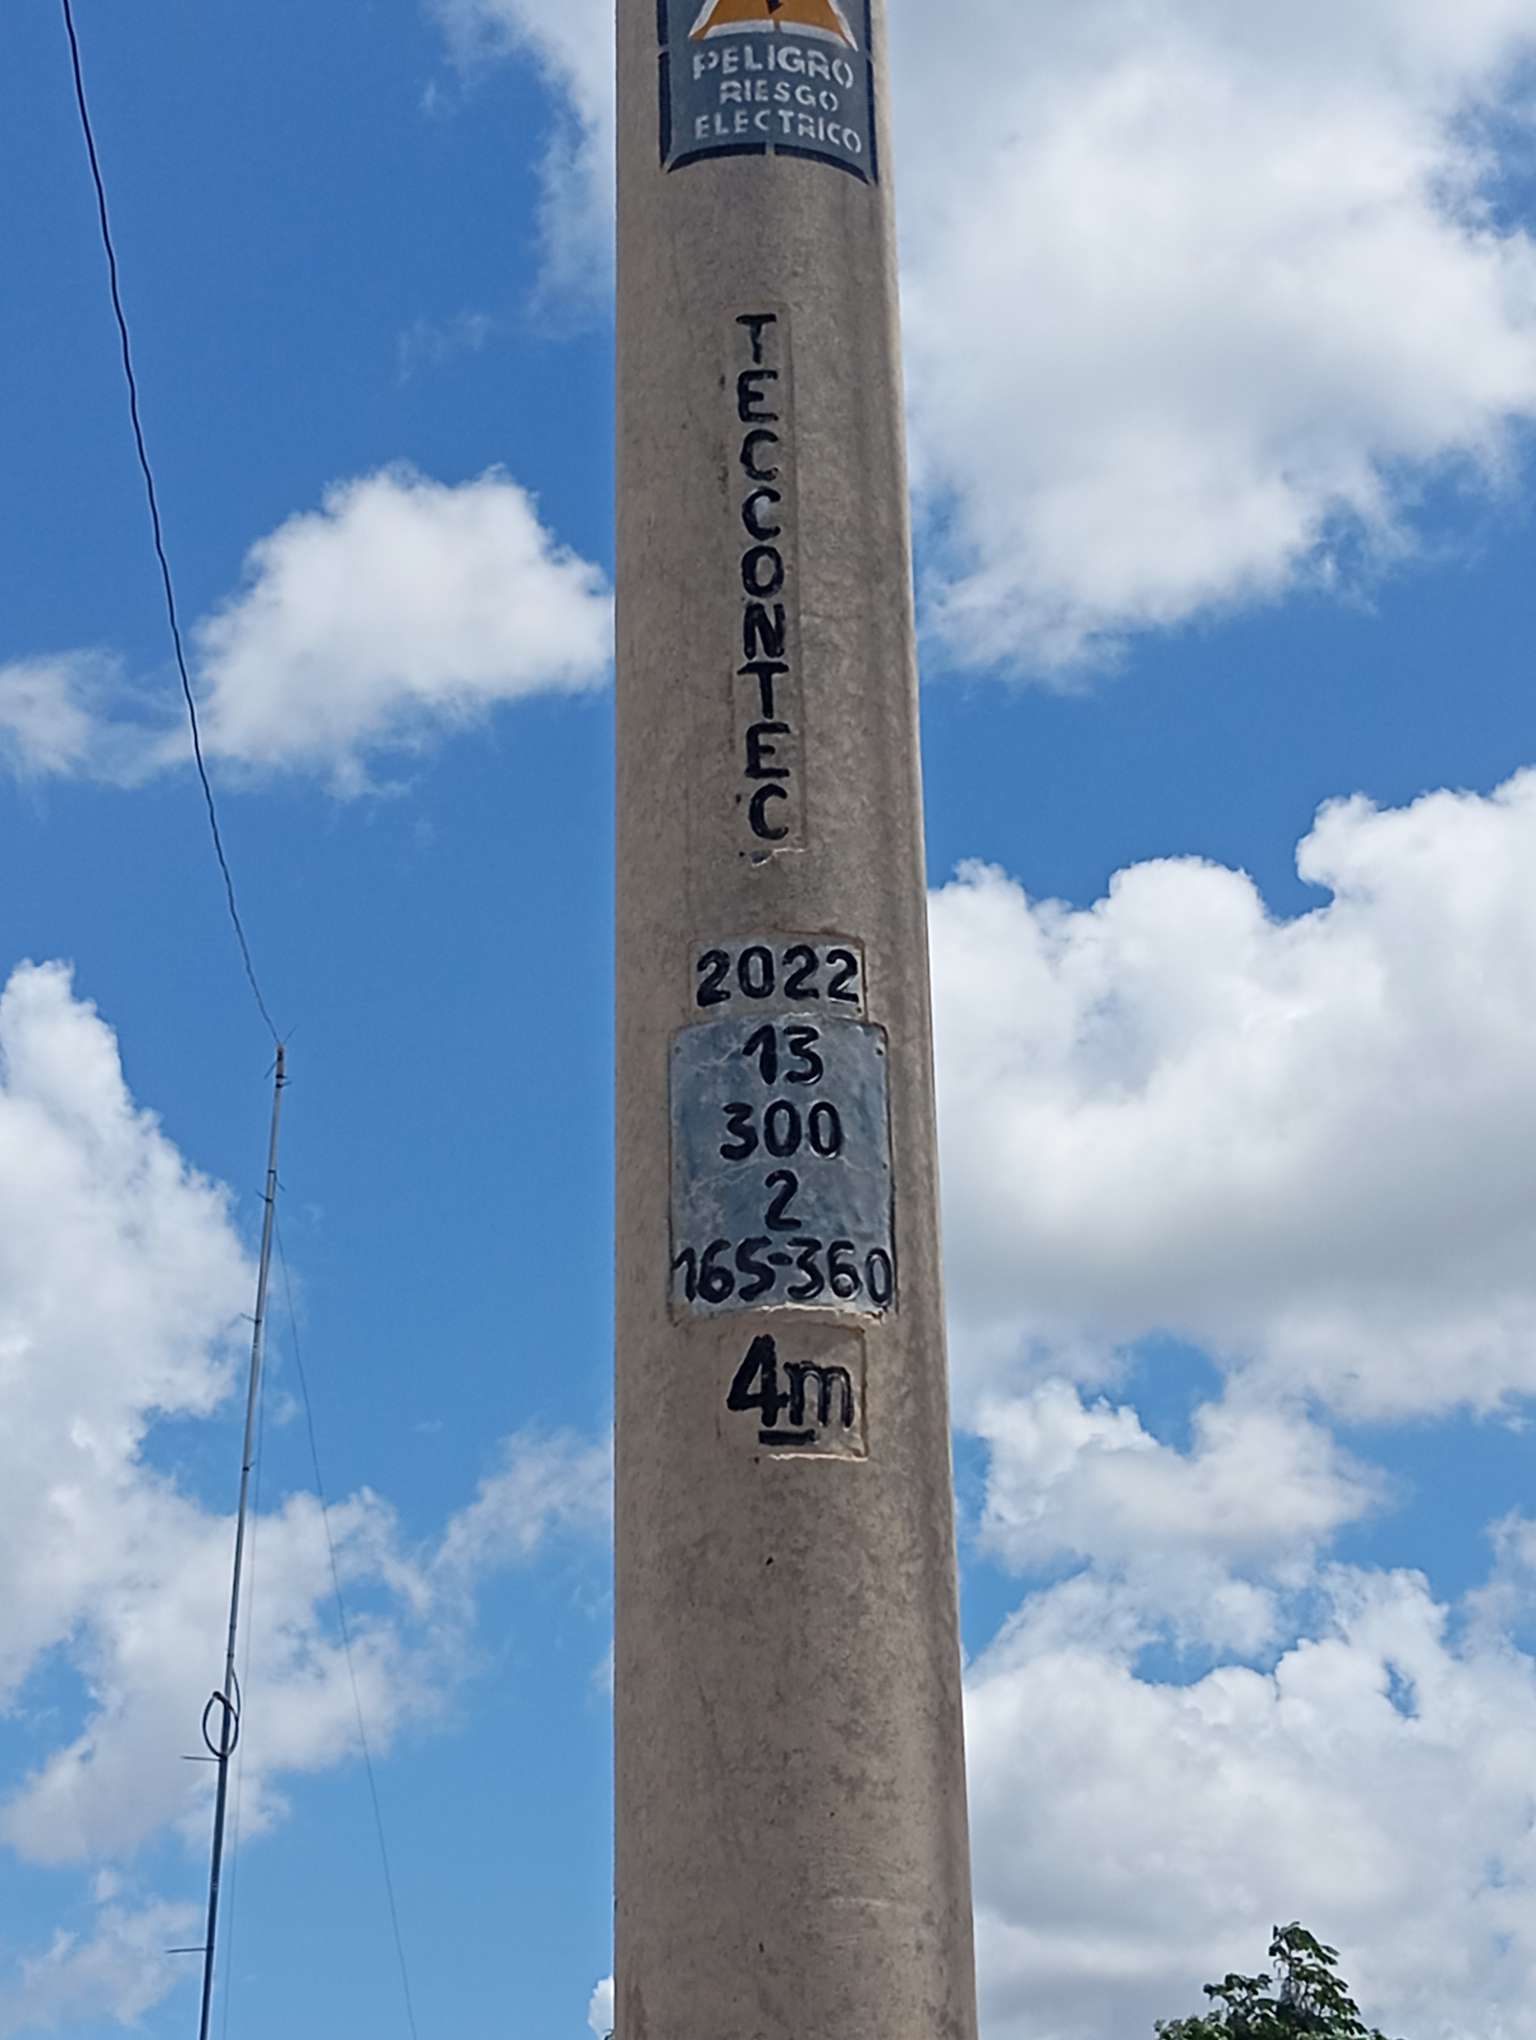 PELIGRO
RIESGO
ELECTRICO
TECCONTEC
2022
13
300
2
165-360
4m